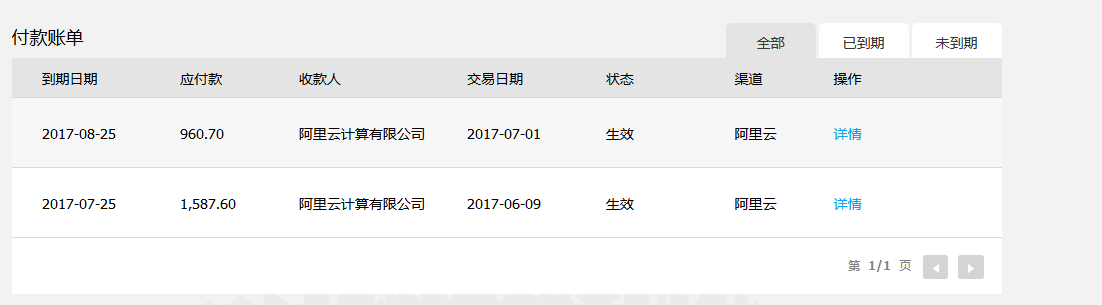 付款账单 全部 已到期 未到期
到期日期 应付款 收款人 交易日期 状态 渠道 操作
2017-08-25 960.70 阿里云计算有限公司 2017-07-01 生效 阿里云 详情
2017-07-25 1,587.60 阿里云计算有限公司 2017-06-09 生效 阿里云 详情
第 1/1 页